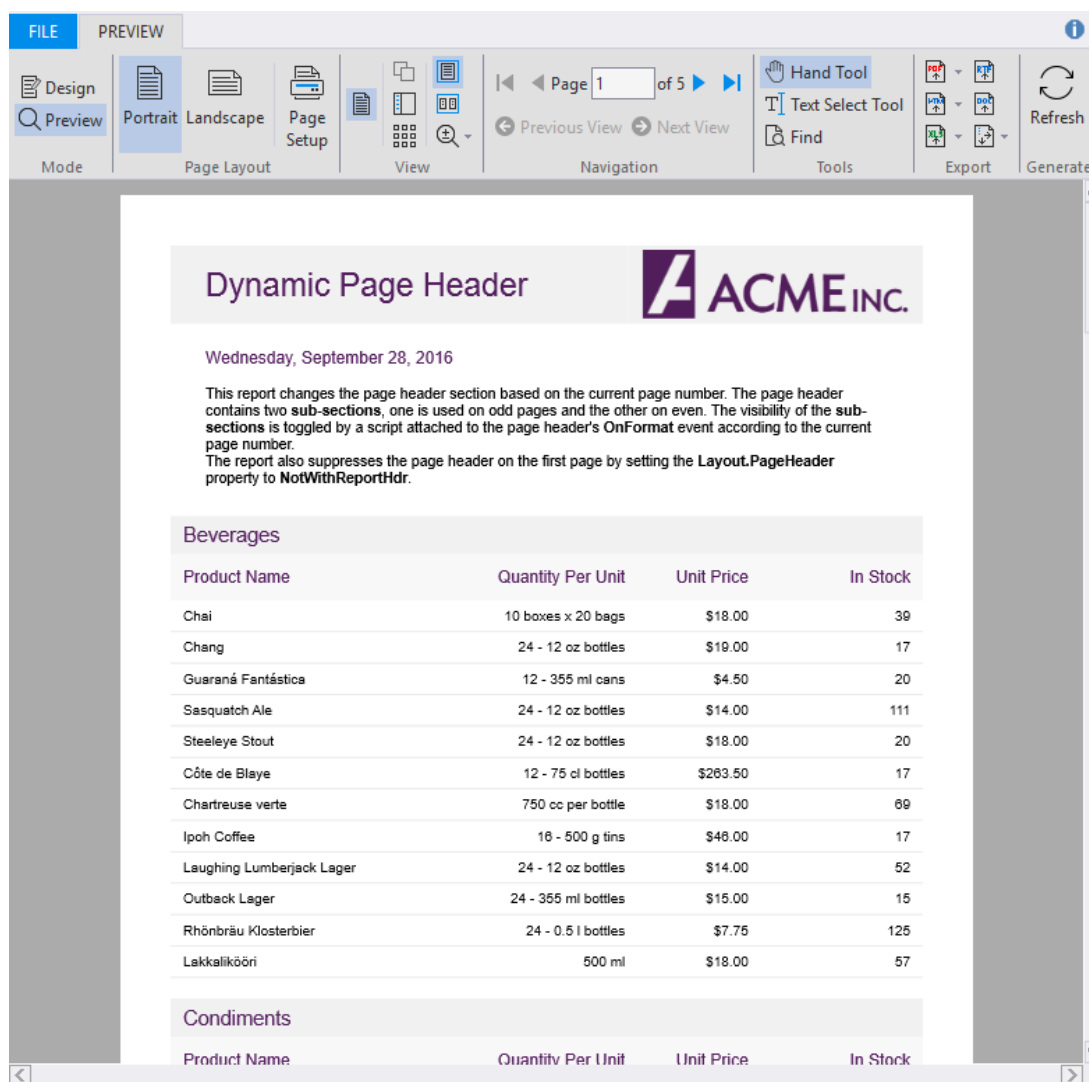 FILE PREVIEW
Design
Preview
Mode
Portrait Landscape Page Setup
Page Layout
View
Page 1 of 5
Previous View Next View
Navigation
Hand Tool
Text Select Tool
Find
Tools
PDF RTF
HTM DOC
XLS
Export
Refresh
Generate
Dynamic Page Header
ACME INC.
Wednesday, September 28, 2016
This report changes the page header section based on the current page number. The page header
contains two sub-sections, one is used on odd pages and the other on even. The visibility of the sub-
sections is toggled by a script attached to the page header's OnFormat event according to the current
page number.
The report also suppresses the page header on the first page by setting the Layout.PageHeader
property to NotWithReportHdr.
Beverages
Product Name Quantity Per Unit Unit Price In Stock
Chai 10 boxes x 20 bags $18.00 39
Chang 24 - 12 oz bottles $19.00 17
Guaraná Fantástica 12 - 355 ml cans $4.50 20
Sasquatch Ale 24 - 12 oz bottles $14.00 111
Steeleye Stout 24 - 12 oz bottles $18.00 20
Côte de Blaye 12 - 75 cl bottles $263.50 17
Chartreuse verte 750 cc per bottle $18.00 69
Ipoh Coffee 16 - 500 g tins $46.00 17
Laughing Lumberjack Lager 24 - 12 oz bottles $14.00 52
Outback Lager 24 - 355 ml bottles $15.00 15
Rhönbräu Klosterbier 24 - 0.5 l bottles $7.75 125
Lakkalikööri 500 ml $18.00 57
Condiments
Product Name Quantity Per Unit Unit Price In Stock